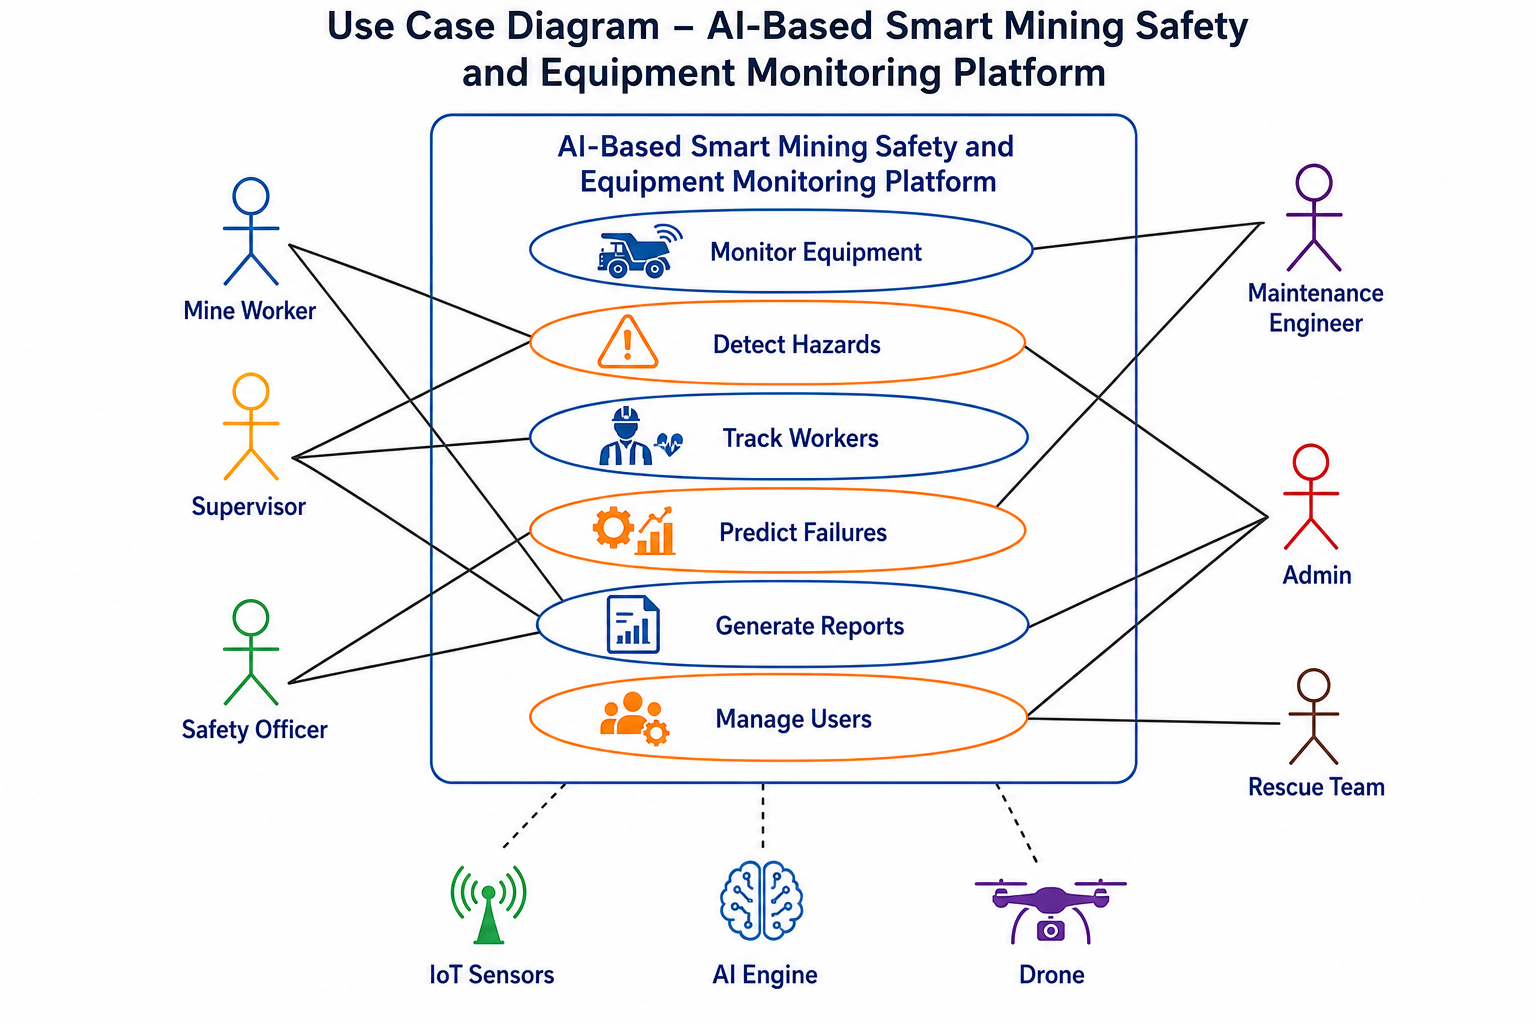 Use Case Diagram – AI-Based Smart Mining Safety
and Equipment Monitoring Platform
AI-Based Smart Mining Safety and
Equipment Monitoring Platform
Monitor Equipment
Detect Hazards
Track Workers
Predict Failures
Generate Reports
Manage Users
Mine Worker
Supervisor
Safety Officer
Maintenance
Engineer
Admin
Rescue Team
IoT Sensors
AI Engine
Drone